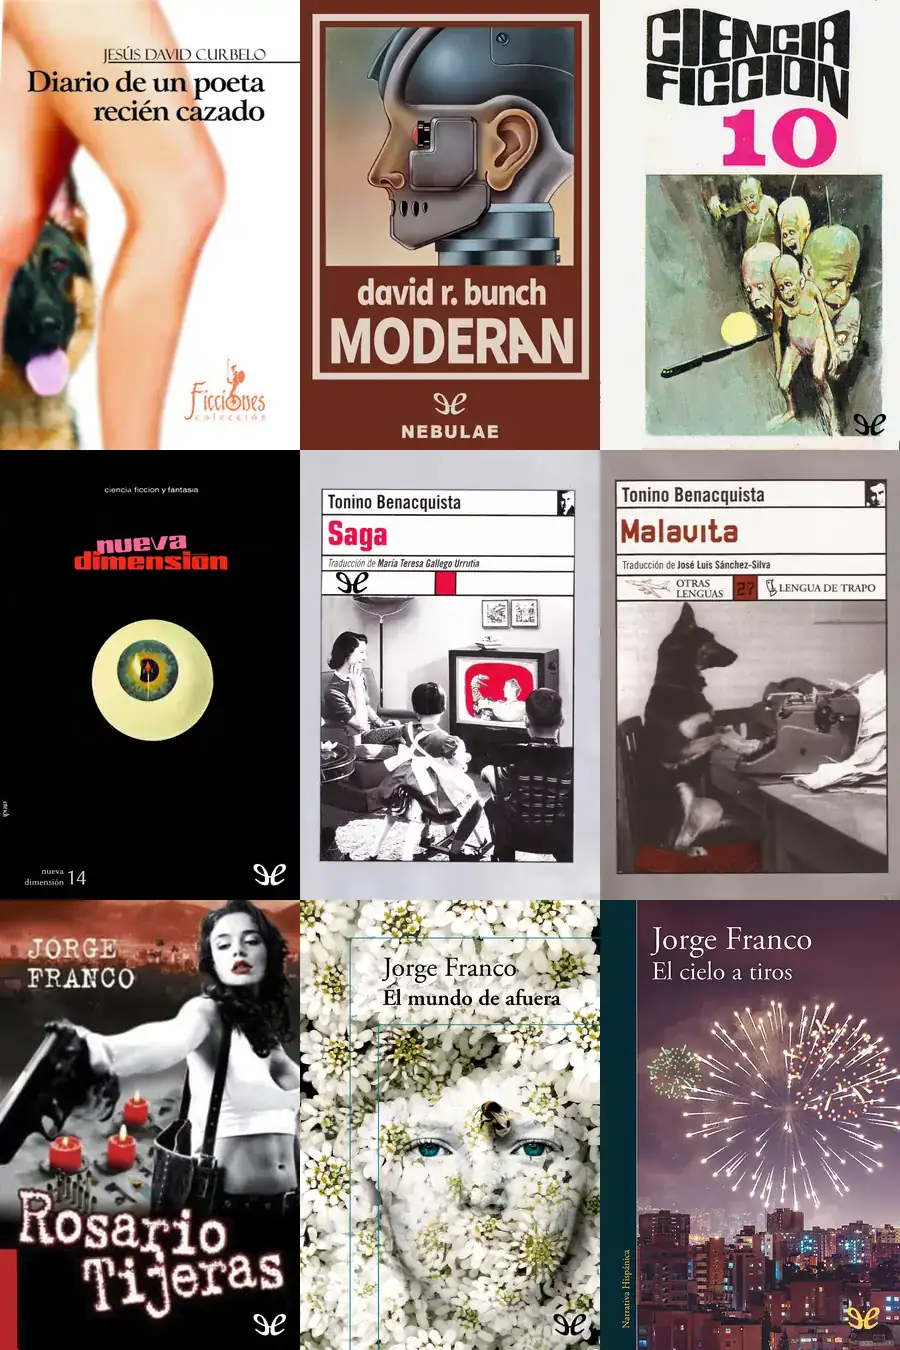 JESÚS DAVID CURBELO
Diario de un poeta
recién cazado
Ficciones
colección
david r. bunch
MODERAN
NEBULAE
CIENCIA
FICCION
10
ciencia ficcion y fantasia
nueva
dimensión
nueva
dimensión 14
Tonino Benacquista
Saga
Traducción de María Teresa Gallego Urrutia
Tonino Benacquista
Malavita
Traducción de José Luis Sánchez-Silva
OTRAS
LENGUAS
27
LENGUA DE TRAPO
JORGE
FRANCO
Rosario
Tijeras
Jorge Franco
El mundo de afuera
Jorge Franco
El cielo a tiros
Narrativa Hispánica